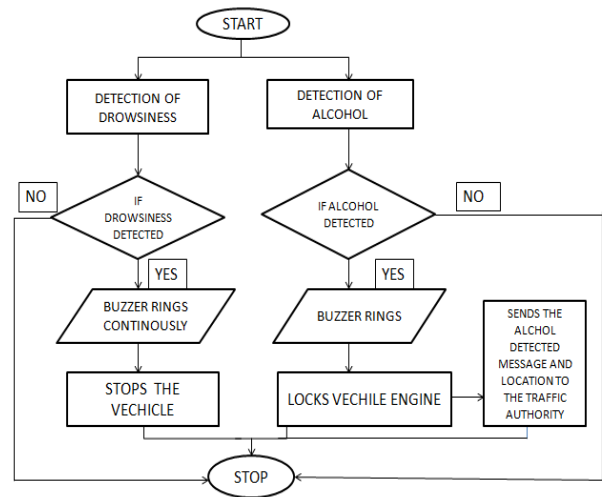 START
DETECTION OF
DROWSINESS
DETECTION OF
ALCOHOL
NO
IF
DROWSINESS
DETECTED
IF ALCOHOL
DETECTED
NO
YES
YES
BUZZER RINGS
CONTINOUSLY
BUZZER RINGS
SENDS THE
ALCHOL
DETECTED
MESSAGE AND
LOCATION TO
THE TRAFFIC
AUTHORITY
STOPS THE
VECHICLE
LOCKS VECHILE ENGINE
STOP